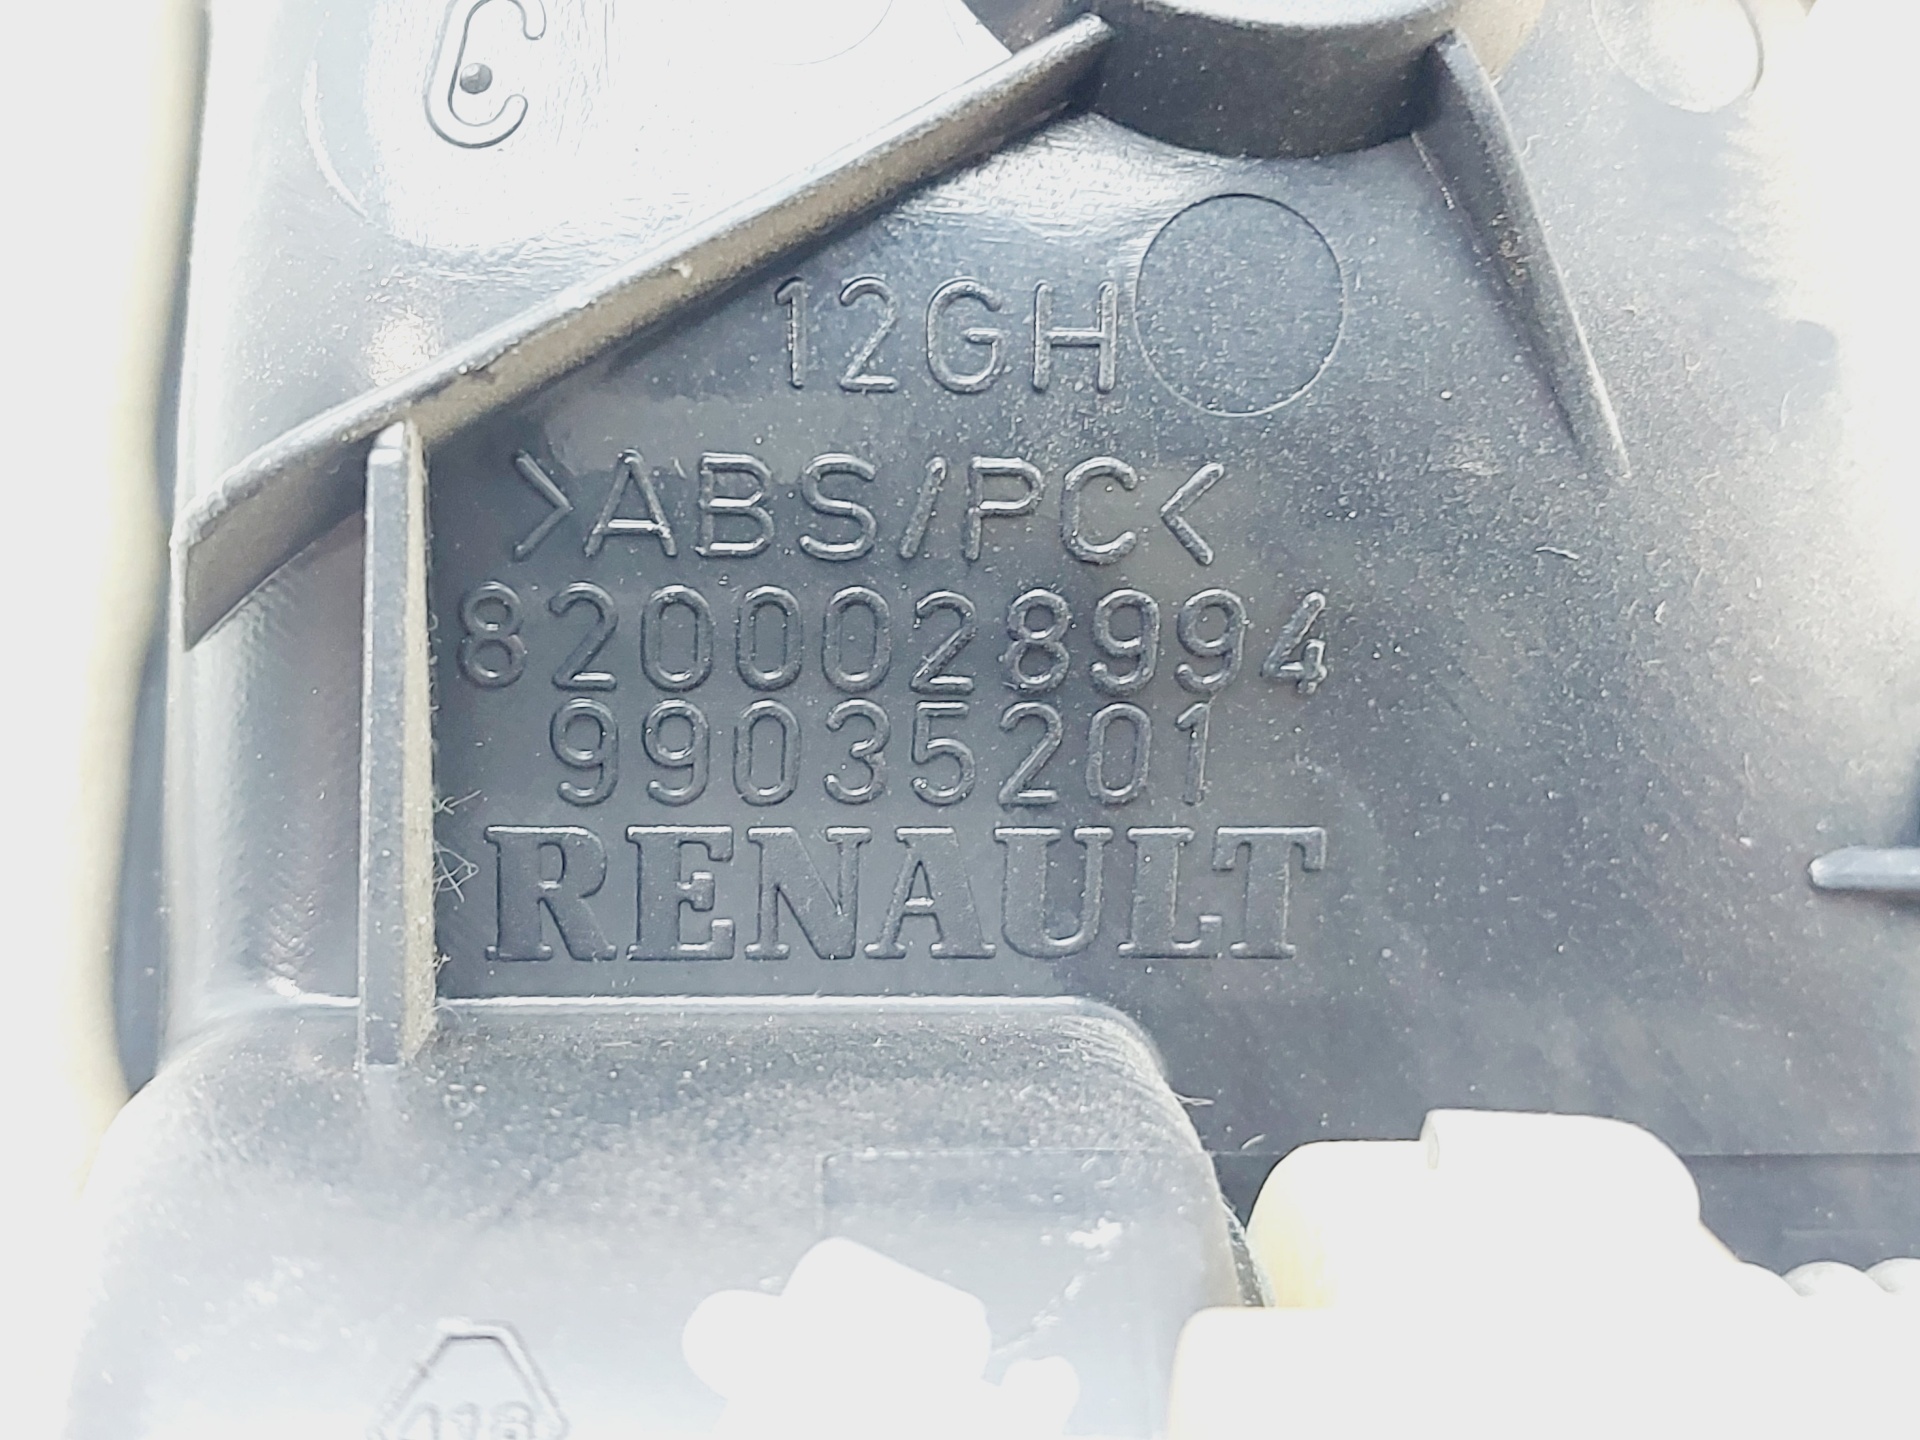 C
12GH
>ABS/PC<
8200028994
99035201
RENAULT